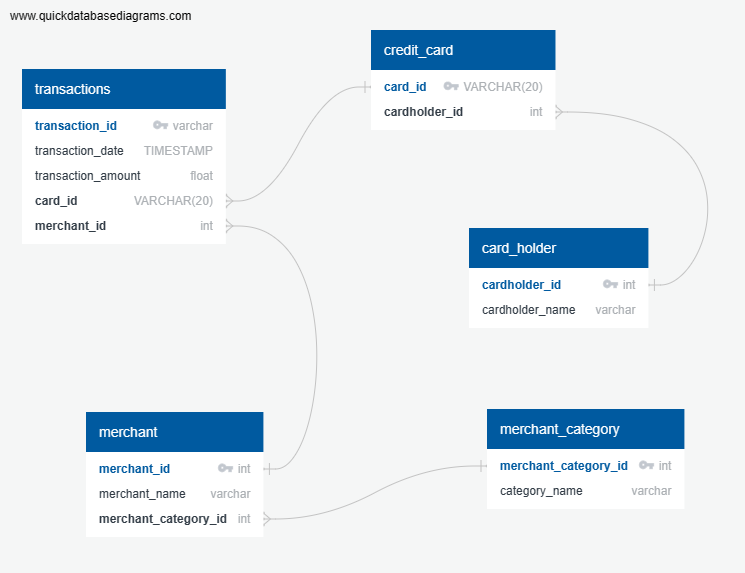 www.quickdatabasediagrams.com
credit_card
card_id VARCHAR(20)
cardholder_id int
transactions
transaction_id varchar
transaction_date TIMESTAMP
transaction_amount float
card_id VARCHAR(20)
merchant_id int
card_holder
cardholder_id int
cardholder_name varchar
merchant
merchant_id int
merchant_name varchar
merchant_category_id int
merchant_category
merchant_category_id int
category_name varchar